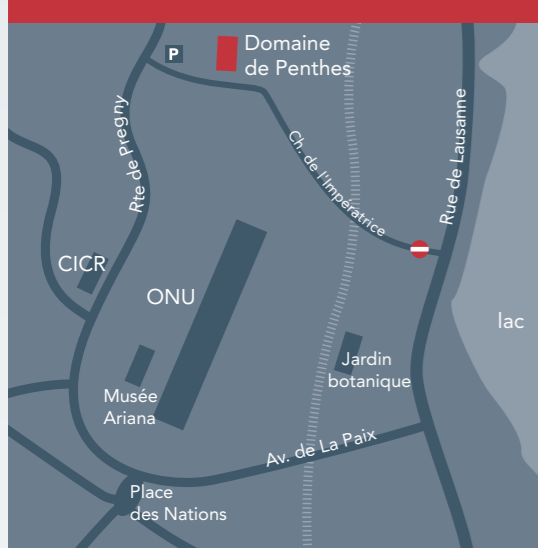 P
Domaine
de Penthes
Rte de Pregny
Ch. de l'Impératrice
Rue de Lausanne
CICR
ONU
lac
Musée
Ariana
Jardin
botanique
Av. de La Paix
Place
des Nations